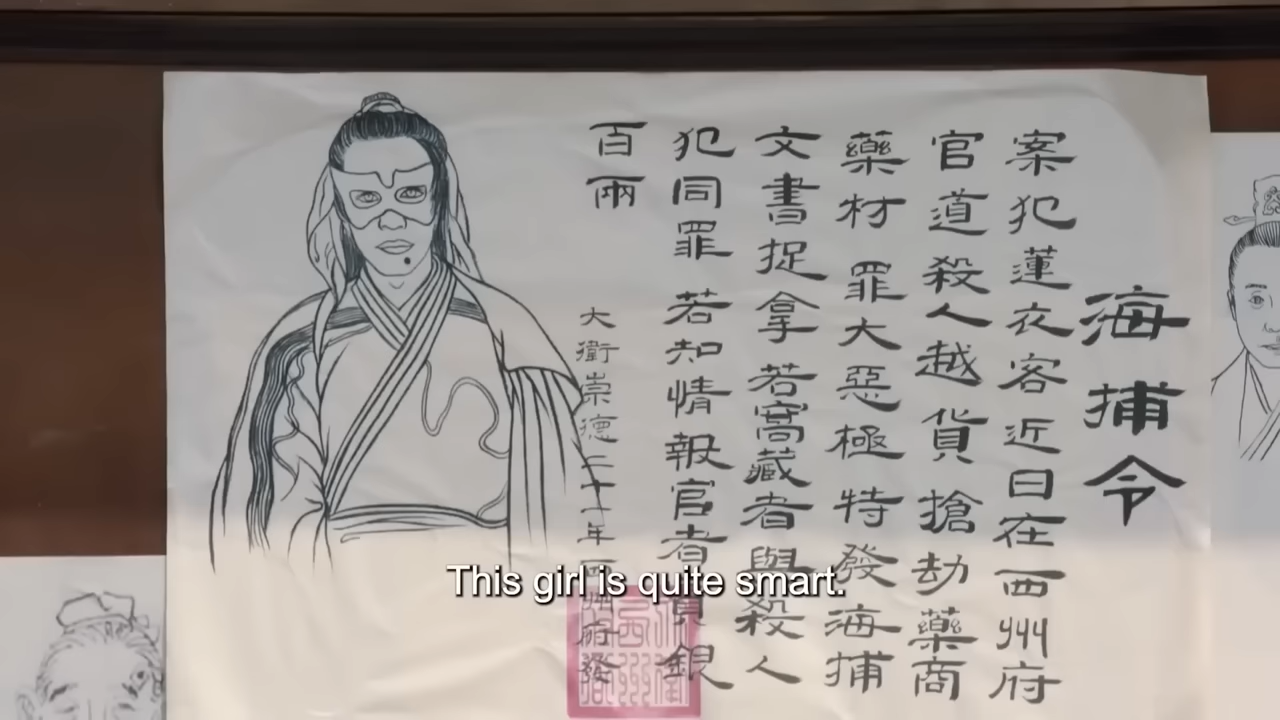 海捕令
案犯蓮衣客近日在西州府
官道殺人越貨搶劫藥商
藥材罪大惡極特發海捕
文書捉拿若窩藏者與殺人
犯同罪若知情報官者賞銀
百兩
大衛崇德二十一年西州府發
This girl is quite smart.